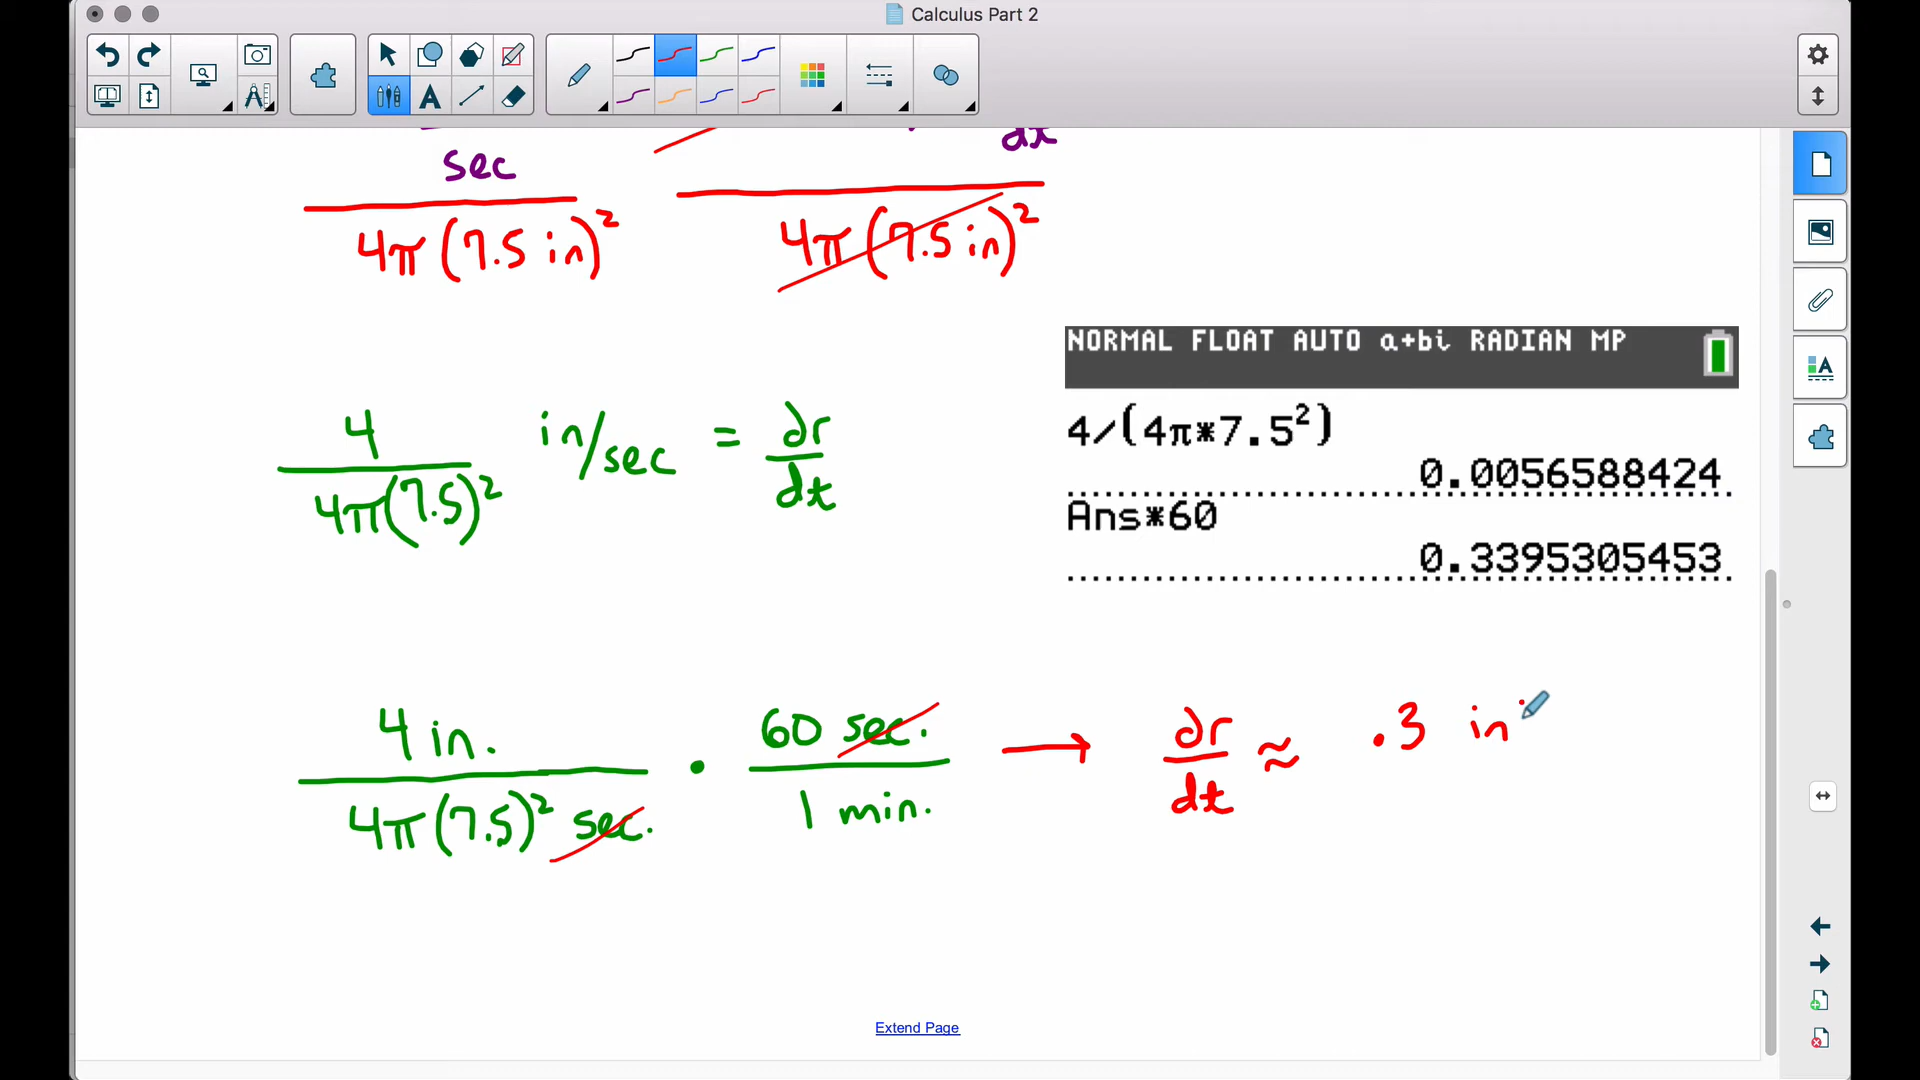 Calculus Part 2
dt
sec
4π(7.5 in)² 4π(7.5 in)²
NORMAL FLOAT AUTO a+bi RADIAN MP
4/(4π*7.5²)
0.0056588424
Ans*60
0.3395305453
4 in/sec = dr
4π(7.5)² dt
4 in. • 60 sec. → dr ≈ .3 in
4π(7.5)² sec. 1 min. dt
Extend Page